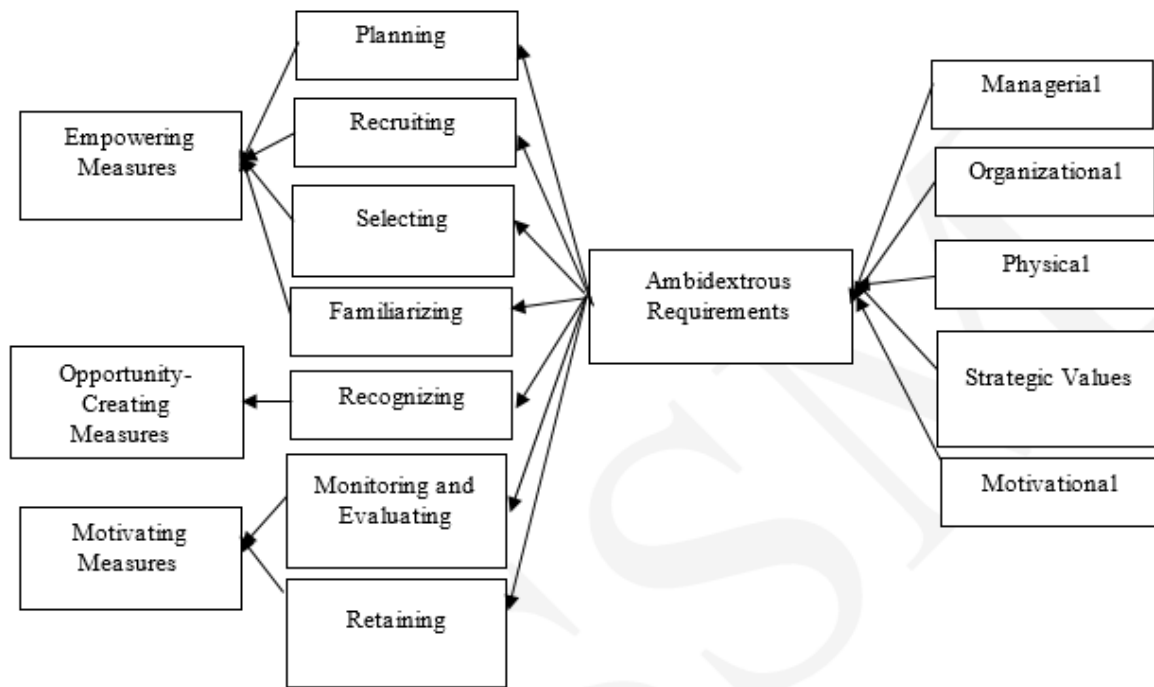 Planning
Recruiting
Selecting
Familiarizing
Recognizing
Monitoring and
Evaluating
Retaining
Empowering
Measures
Opportunity-
Creating
Measures
Motivating
Measures
Ambidextrous
Requirements
Managerial
Organizational
Physical
Strategic Values
Motivational